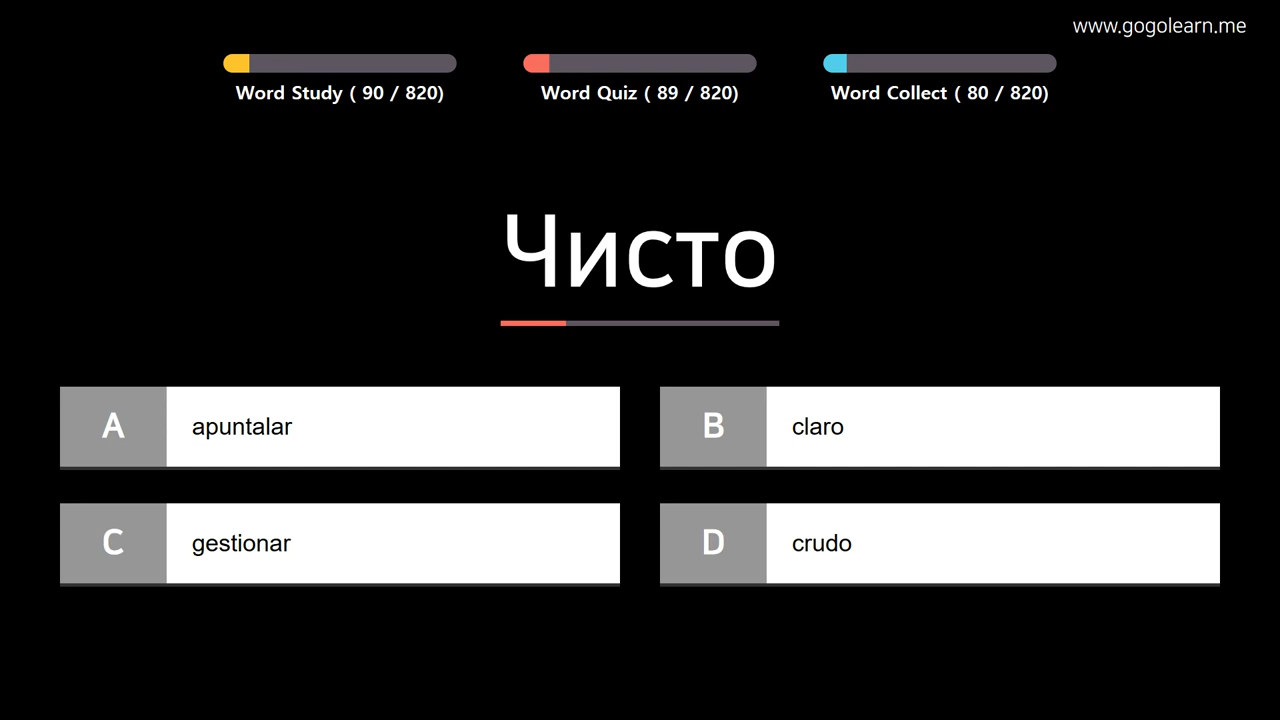 www.gogolearn.me
Word Study ( 90 / 820)
Word Quiz ( 89 / 820)
Word Collect ( 80 / 820)
Чисто
A apuntalar
B claro
C gestionar
D crudo